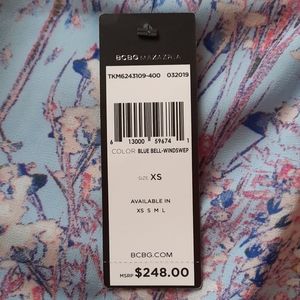 BCBGMAXAZRIA
TKM6243109-400 032019
6 13000 59674 1
COLOR BLUE BELL-WINDSWEP
SIZE XS
AVAILABLE IN
XS S M L
BCBG.COM
MSRP $248.00